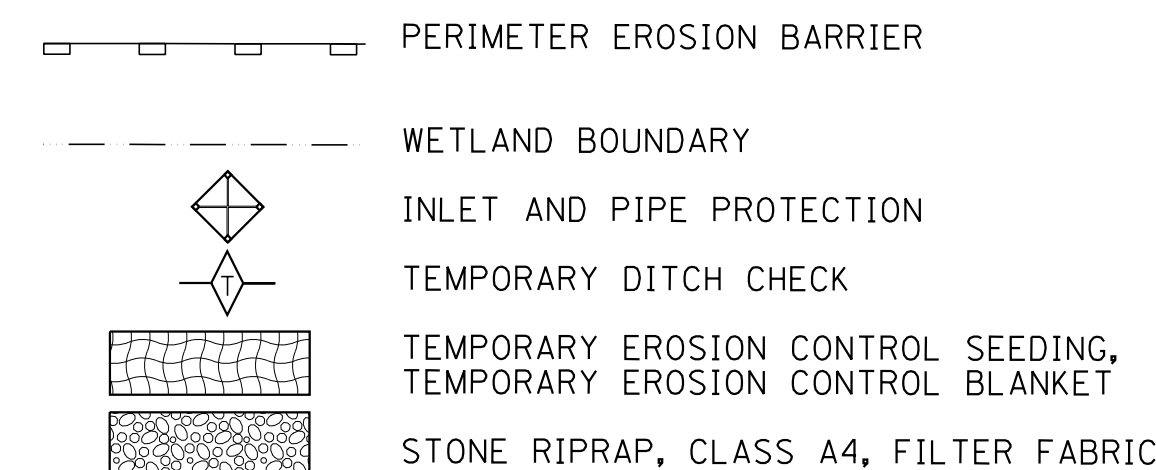 PERIMETER EROSION BARRIER
WETLAND BOUNDARY
INLET AND PIPE PROTECTION
T
TEMPORARY DITCH CHECK
TEMPORARY EROSION CONTROL SEEDING,
TEMPORARY EROSION CONTROL BLANKET
STONE RIPRAP, CLASS A4, FILTER FABRIC